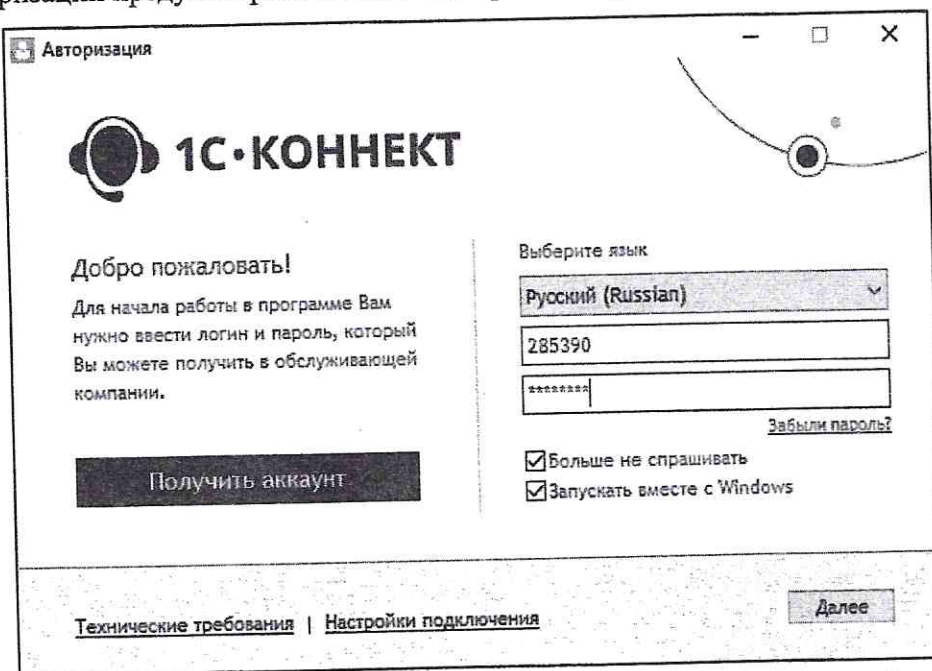 Авторизация
1С•КОННЕКТ
Добро пожаловать!
Для начала работы в программе Вам
нужно ввести логин и пароль, который
Вы можете получить в обслуживающей
компании.
Получить аккаунт
Выберите язык
Русский (Russian)
285390
********
Забыли пароль?
Больше не спрашивать
Запускать вместе с Windows
Технические требования | Настройки подключения
Далее